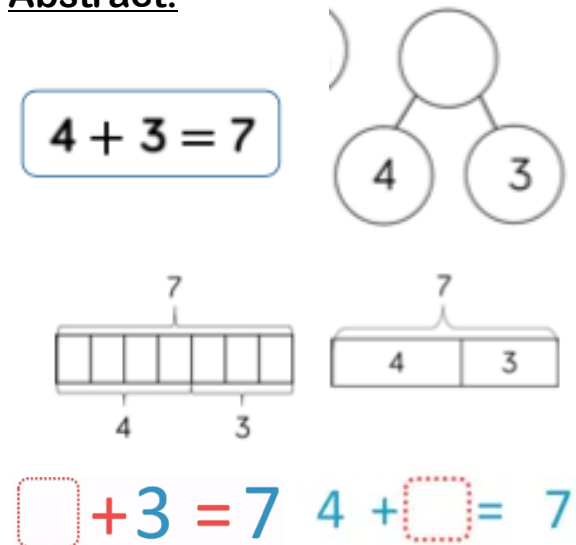 Abstract:
4 + 3 = 7
4 3
7
4 3
7
4 3
+3 = 7
4 + = 7